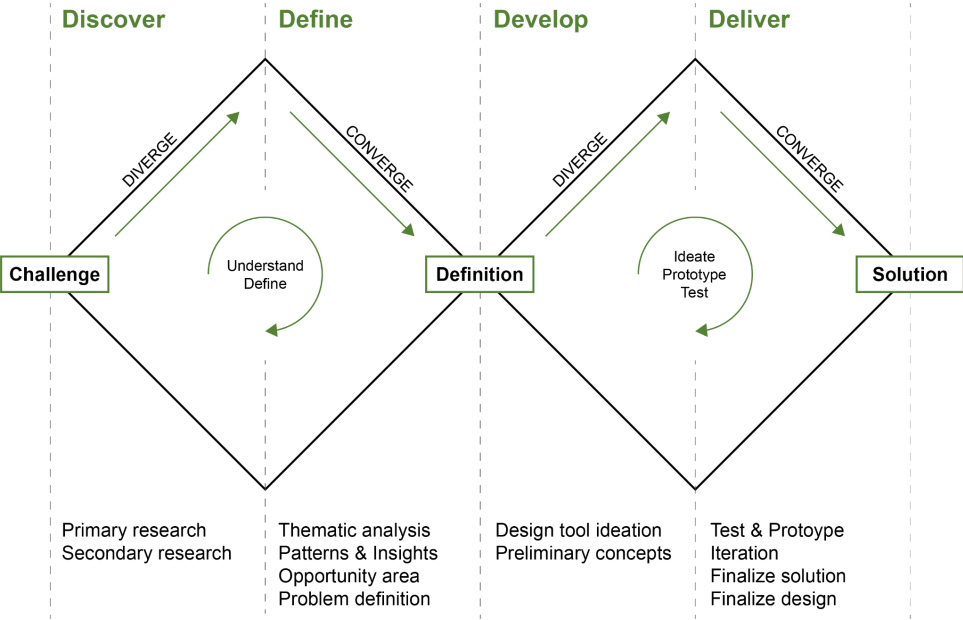 Discover
Define
Develop
Deliver
DIVERGE
CONVERGE
DIVERGE
CONVERGE
Challenge
Understand
Define
Definition
Ideate
Prototype
Test
Solution
Primary research
Secondary research
Thematic analysis
Patterns & Insights
Opportunity area
Problem definition
Design tool ideation
Preliminary concepts
Test & Protoype
Iteration
Finalize solution
Finalize design